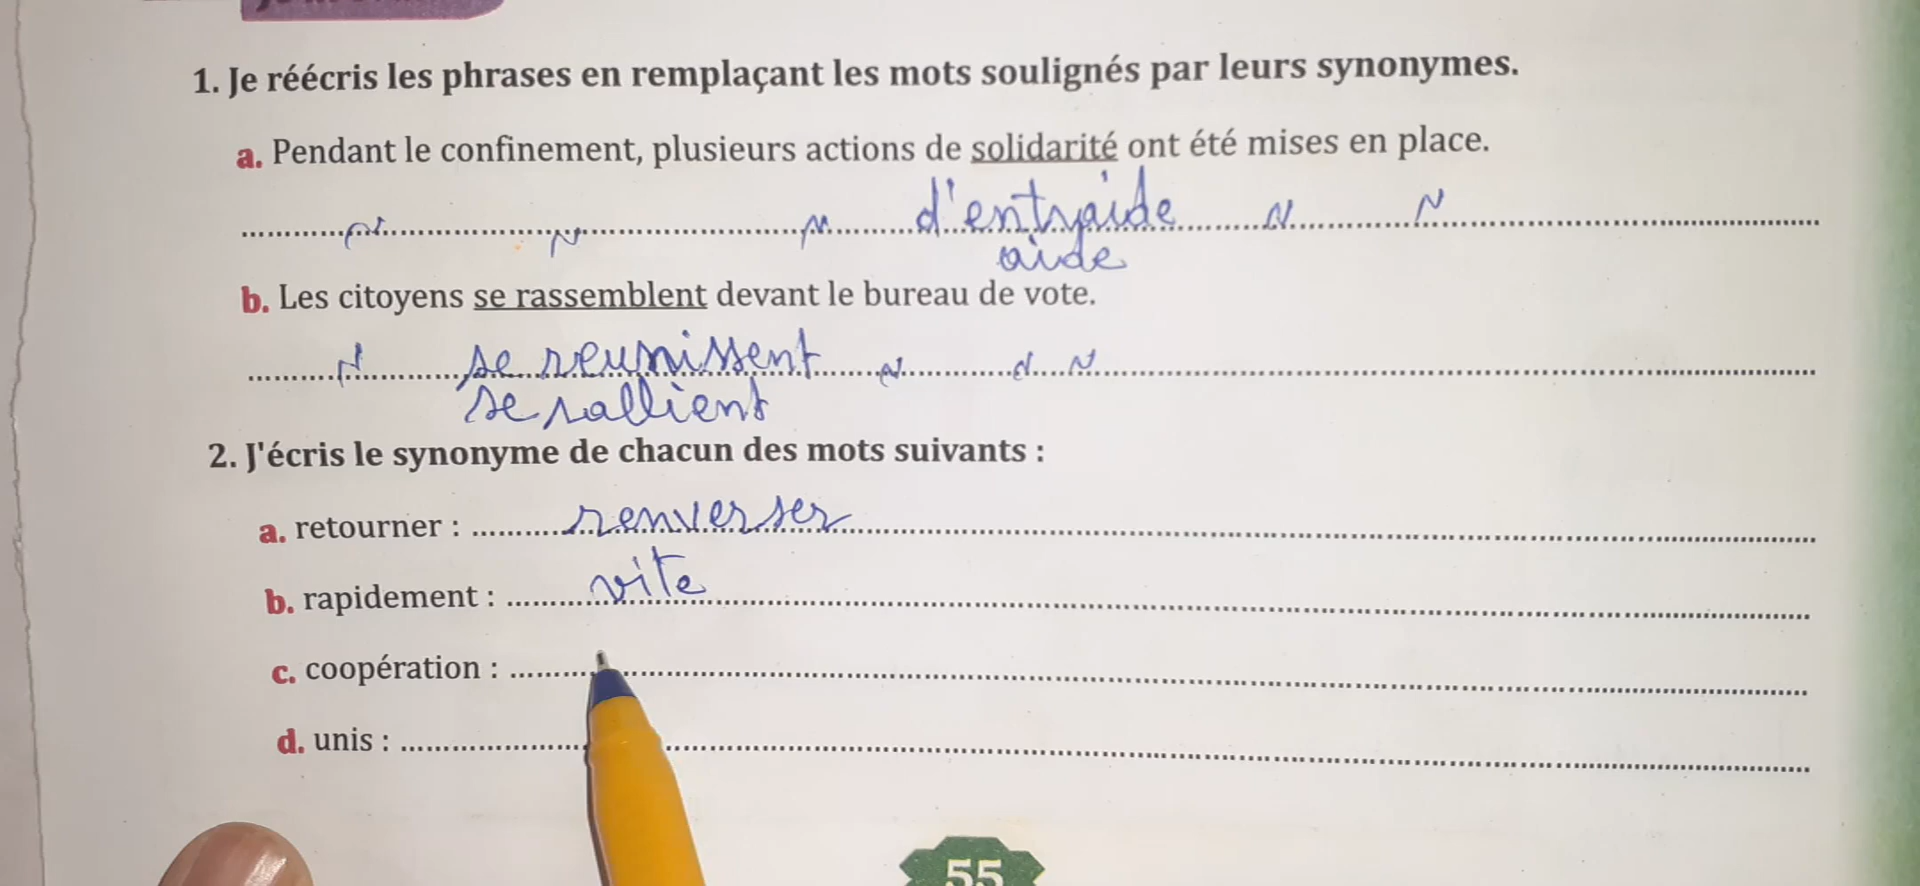 1. Je réécris les phrases en remplaçant les mots soulignés par leurs synonymes.
a. Pendant le confinement, plusieurs actions de solidarité ont été mises en place.
d'entraide
aide
b. Les citoyens se rassemblent devant le bureau de vote.
se reunissent
se rallient
2. J'écris le synonyme de chacun des mots suivants :
a. retourner : renverser
b. rapidement : vite
c. coopération :
d. unis :
55